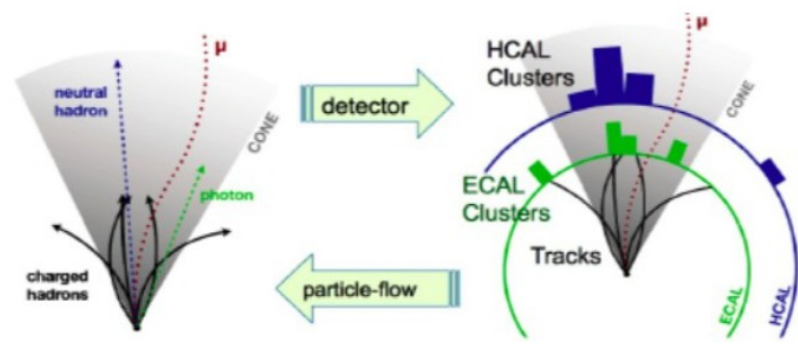 μ
neutral
hadron
CONE
photon
charged
hadrons
detector
particle-flow
HCAL
Clusters
μ
CONE
ECAL
Clusters
Tracks
ECAL
HCAL